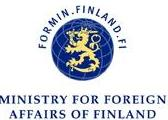 FORMIN.FINLAND.FI
MINISTRY FOR FOREIGN
AFFAIRS OF FINLAND